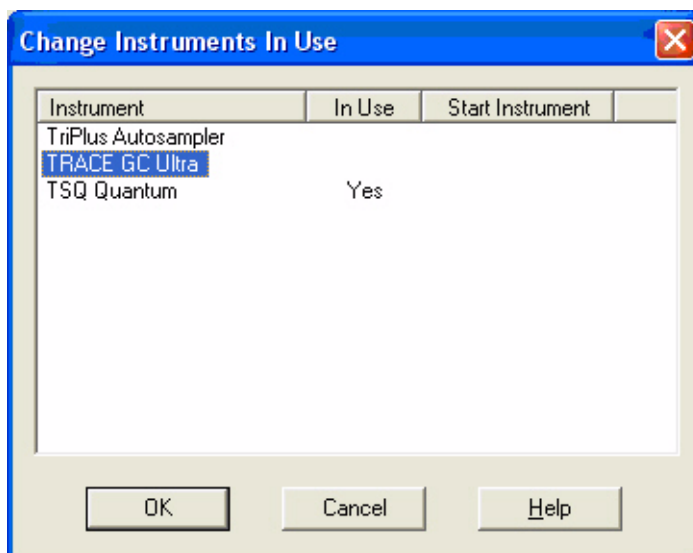 Change Instruments In Use
Instrument In Use Start Instrument
TriPlus Autosampler
TRACE GC Ultra
TSQ Quantum Yes
OK Cancel Help